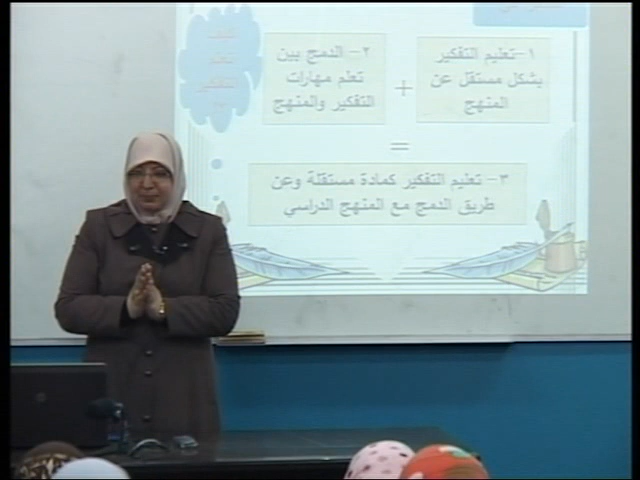 ١- تعليم التفكير
بشكل مستقل عن
المنهج
+
٢- الدمج بين
تعلم مهارات
التفكير والمنهج
=
٣- تعليم التفكير كمادة مستقلة وعن
طريق الدمج مع المنهج الدراسي